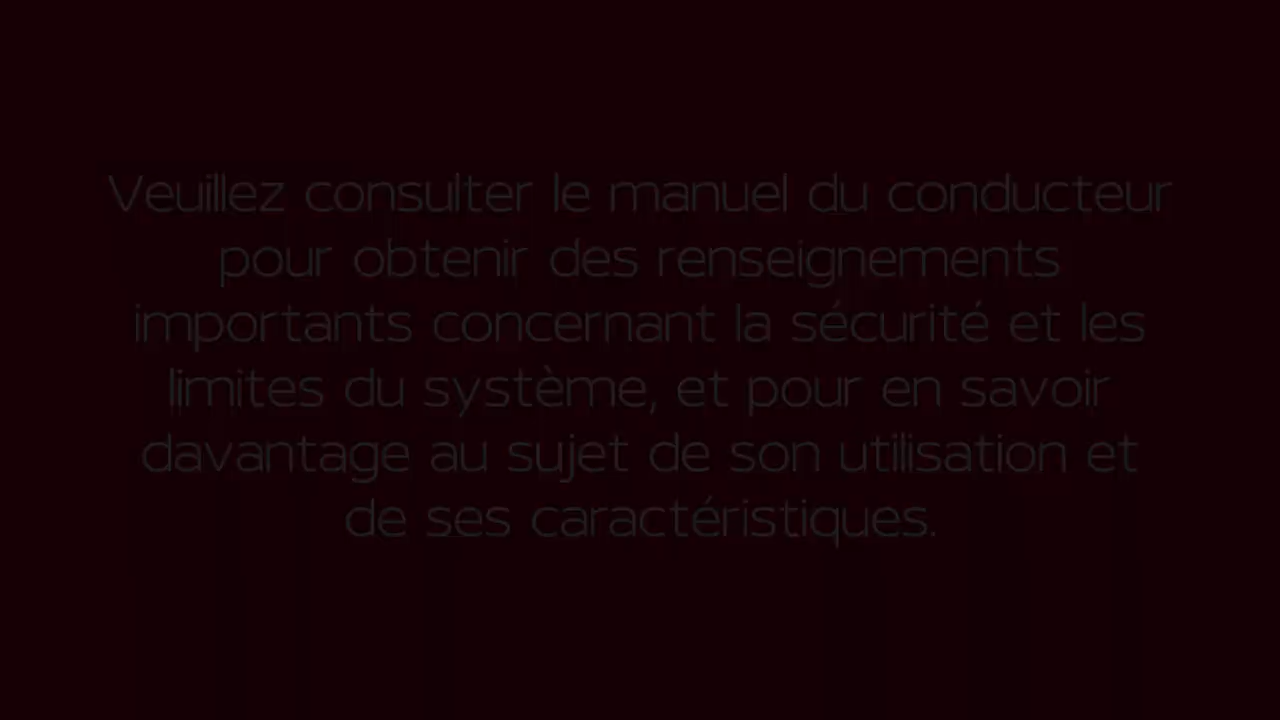 Veuillez consulter le manuel du conducteur
pour obtenir des renseignements
importants concernant la sécurité et les
limites du système, et pour en savoir
davantage au sujet de son utilisation et
de ses caractéristiques.